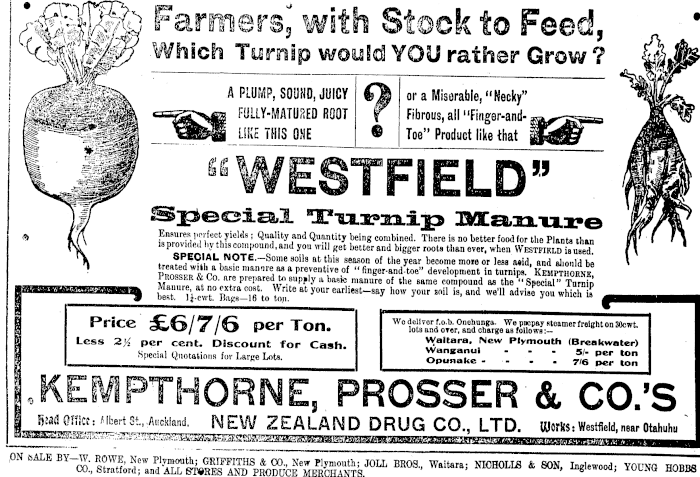 Farmers, with Stock to Feed,
Which Turnip would YOU rather Grow?
A PLUMP, SOUND, JUICY
FULLY-MATURED ROOT
LIKE THIS ONE
?
or a Miserable, "Necky"
Fibrous, all "Finger-and-
Toe" Product like that
"WESTFIELD"
Special Turnip Manure
Ensures perfect yields; Quality and Quantity being combined. There is no better food for the Plants than
is provided by this compound, and you will get better and bigger roots than ever, when WESTFIELD is used.
SPECIAL NOTE.—Some soils at this season of the year become more or less acid, and should be
treated with a basic manure as a preventive of "finger-and-toe" development in turnips. KEMPTHORNE,
PROSSER & Co. are prepared to supply a basic manure of the same compound as the "Special" Turnip
Manure, at no extra cost. Write at your earliest—say how your soil is, and we'll advise you which is
best. 1¼-cwt. Bags—16 to ton.
Price £6/7/6 per Ton.
Less 2½ per cent. Discount for Cash.
Special Quotations for Large Lots.
We deliver f.o.b. Onehunga. We prepay steamer freight on 30cwt.
lots and over, and charge as follows:—
Waitara, New Plymouth (Breakwater)
Wanganui - - - 5/- per ton
Opunake - - - - 7/6 per ton
KEMPTHORNE, PROSSER & CO.'S
Head Office: Albert St., Auckland. NEW ZEALAND DRUG CO., LTD. Works: Westfield, near Otahuhu
ON SALE BY—W. ROWE, New Plymouth; GRIFFITHS & CO., New Plymouth; JOLL BROS., Waitara; NICHOLLS & SON, Inglewood; YOUNG HOBBS
CO., Stratford; and ALL STORES AND PRODUCE MERCHANTS.